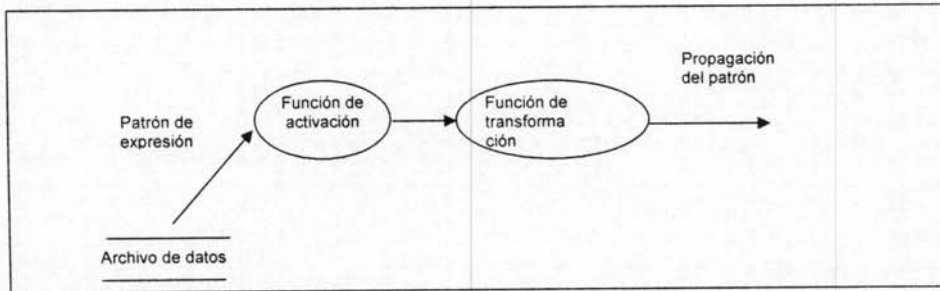 Patrón de
expresión
Función de
activación
Función de
transforma
ción
Propagación
del patrón
Archivo de datos